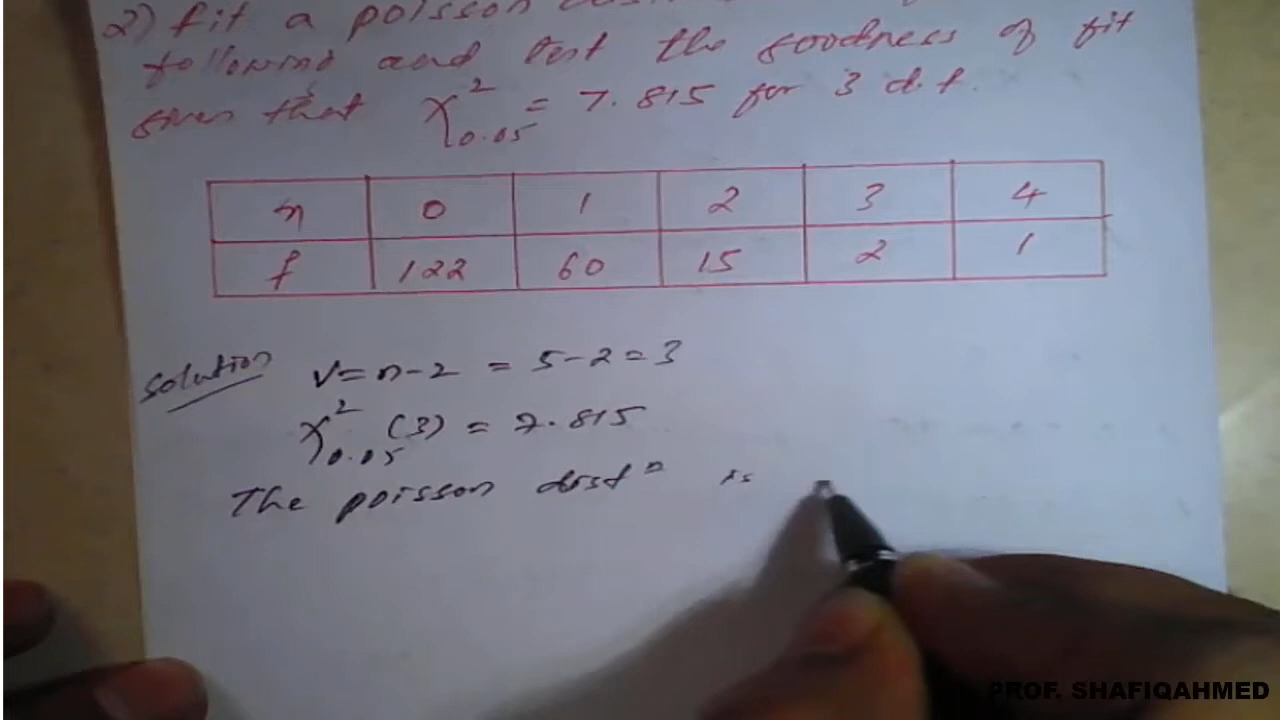 2) fit a poisson
following and test the goodness of fit
given that χ²0.05 = 7.815 for 3 d.f.
x 0 1 2 3 4
f 122 60 15 2 1
Solution ν=n-2 = 5-2=3
χ²0.05 (3) = 7.815
The poisson distⁿ is
PROF. SHAFIQAHMED